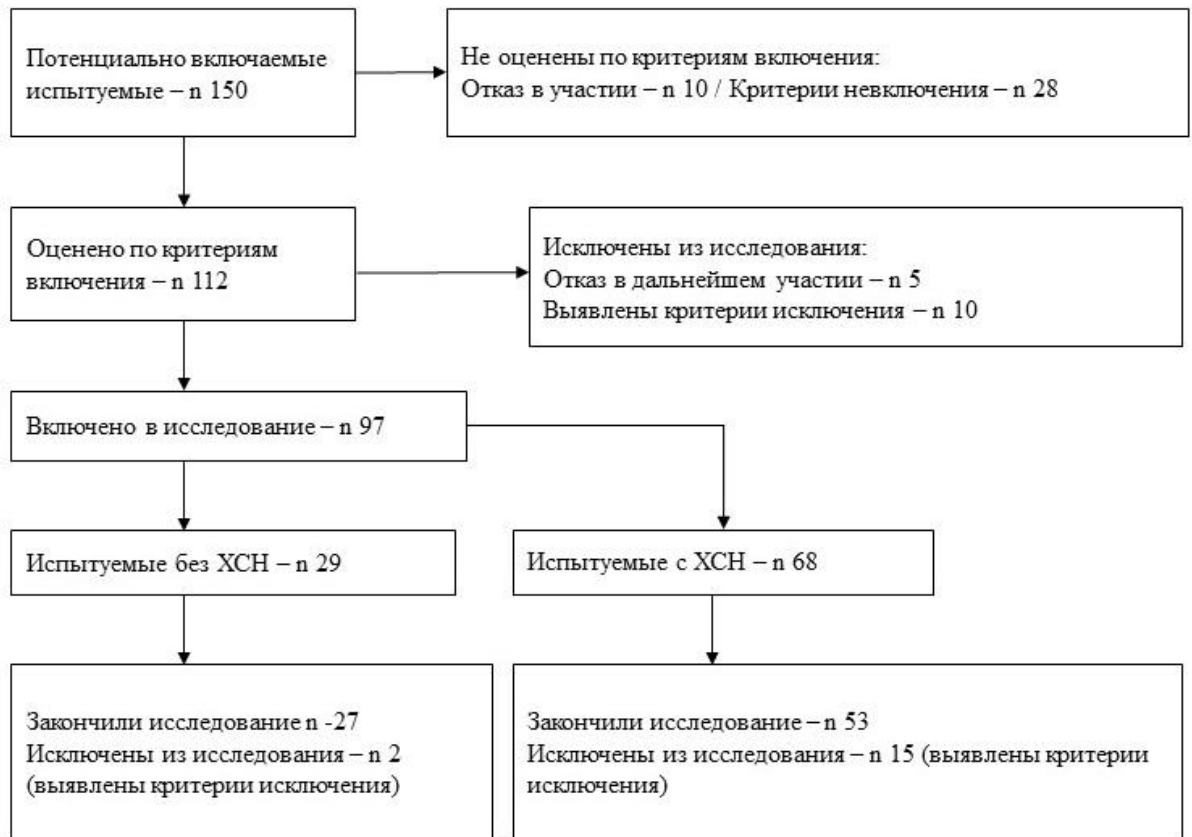 Потенциально включаемые
испытуемые – n 150
Не оценены по критериям включения:
Отказ в участии – n 10 / Критерии невключения – n 28
Оценено по критериям
включения – n 112
Исключены из исследования:
Отказ в дальнейшем участии – n 5
Выявлены критерии исключения – n 10
Включено в исследование – n 97
Испытуемые без ХСН – n 29
Испытуемые с ХСН – n 68
Закончили исследование n -27
Исключены из исследования – n 2
(выявлены критерии исключения)
Закончили исследование – n 53
Исключены из исследования – n 15 (выявлены критерии
исключения)